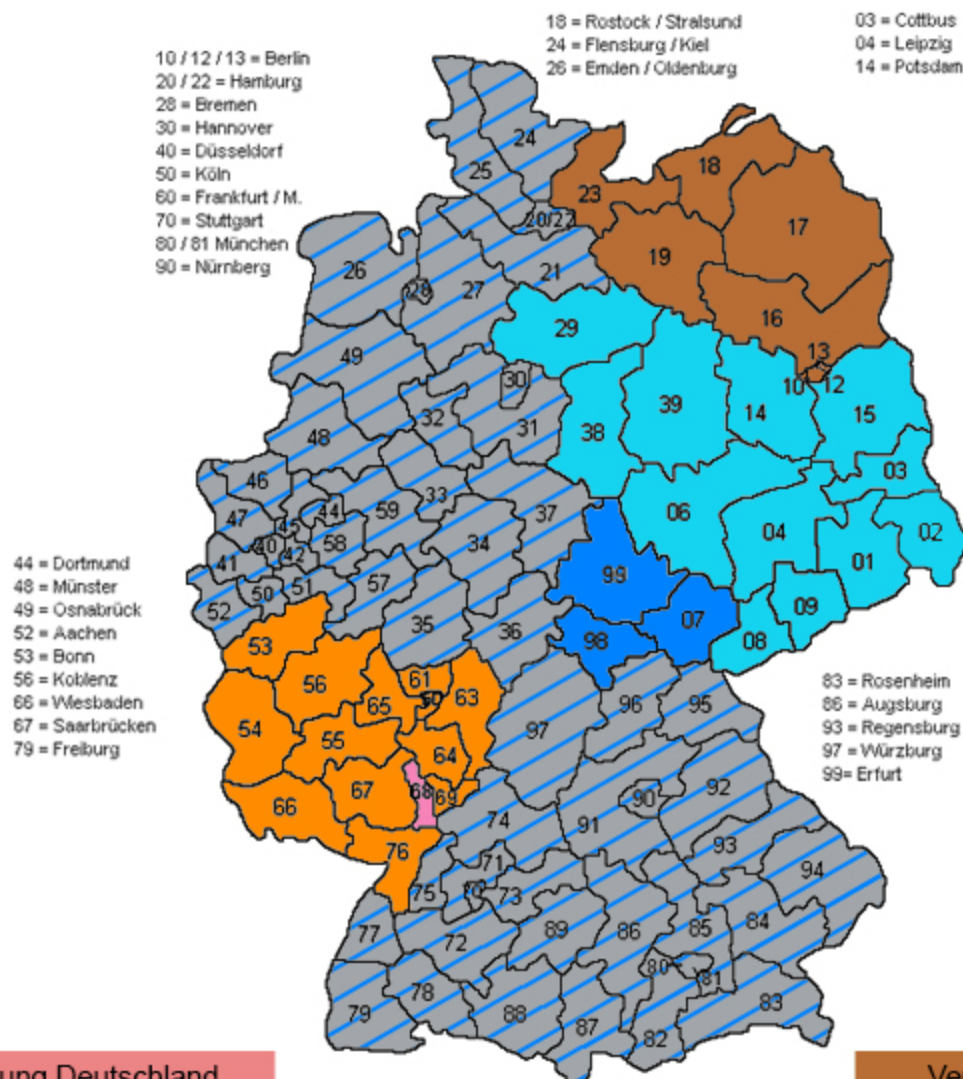 18 = Rostock / Stralsund
24 = Flensburg / Kiel
26 = Emden / Oldenburg
03 = Cottbus
04 = Leipzig
14 = Potsdam
10 / 12 / 13 = Berlin
20 / 22 = Hamburg
28 = Bremen
30 = Hannover
40 = Düsseldorf
50 = Köln
60 = Frankfurt / M.
70 = Stuttgart
80 / 81 München
90 = Nürnberg
24
25
18
23
17
20/22
19
26
21
28
27
16
29
49
13
30
10
12
32
39
14
15
31
38
48
03
46
33
44
59
37
06
47
45
02
04
58
34
40
42
01
41
99
57
51
50
09
52
07
35
36
98
08
53
44 = Dortmund
48 = Münster
49 = Osnabrück
52 = Aachen
53 = Bonn
56 = Koblenz
66 = Wiesbaden
67 = Saarbrücken
79 = Freiburg
61
56
63
96
95
65
54
97
55
64
83 = Rosenheim
86 = Augsburg
93 = Regensburg
97 = Würzburg
99= Erfurt
67
68
69
92
90
66
74
91
93
76
71
94
75
70
73
77
89
86
85
84
72
80
81
78
79
88
83
87
82
ung Deutschland
Ve